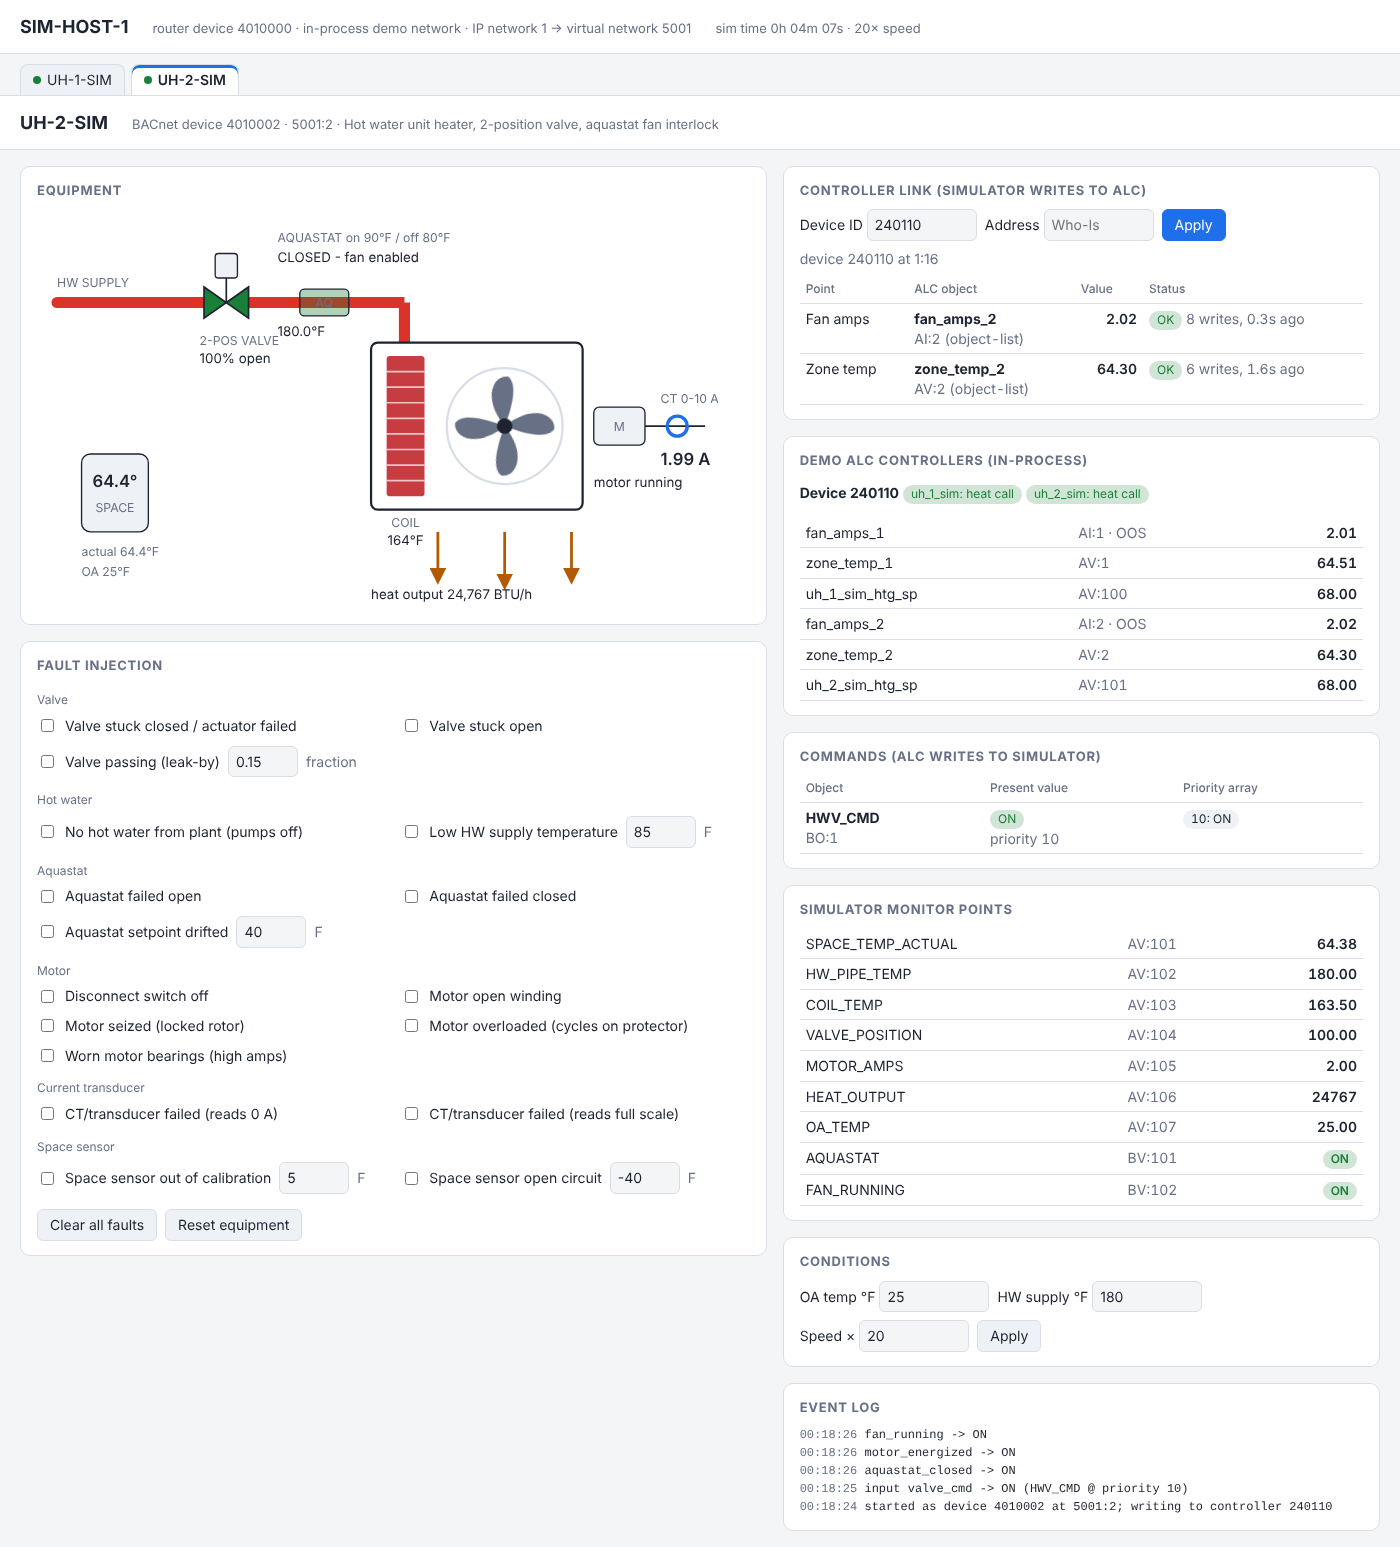 SIM-HOST-1 router device 4010000 · in-process demo network · IP network 1 → virtual network 5001 sim time 0h 04m 07s · 20× speed
UH-1-SIM UH-2-SIM
UH-2-SIM BACnet device 4010002 · 5001:2 · Hot water unit heater, 2-position valve, aquastat fan interlock
EQUIPMENT
AQUASTAT on 90°F / off 80°F
CLOSED - fan enabled
HW SUPPLY
AQ
180.0°F
2-POS VALVE
100% open
CT 0-10 A
M
1.99 A
motor running
64.4°
SPACE
actual 64.4°F
OA 25°F
COIL
164°F
heat output 24,767 BTU/h
FAULT INJECTION
Valve
Valve stuck closed / actuator failed Valve stuck open
Valve passing (leak-by) 0.15 fraction
Hot water
No hot water from plant (pumps off) Low HW supply temperature 85 F
Aquastat
Aquastat failed open Aquastat failed closed
Aquastat setpoint drifted 40 F
Motor
Disconnect switch off Motor open winding
Motor seized (locked rotor) Motor overloaded (cycles on protector)
Worn motor bearings (high amps)
Current transducer
CT/transducer failed (reads 0 A) CT/transducer failed (reads full scale)
Space sensor
Space sensor out of calibration 5 F Space sensor open circuit -40 F
Clear all faults Reset equipment
CONTROLLER LINK (SIMULATOR WRITES TO ALC)
Device ID 240110 Address Who-Is Apply
device 240110 at 1:16
Point ALC object Value Status
Fan amps fan_amps_2 2.02 OK 8 writes, 0.3s ago
AI:2 (object-list)
Zone temp zone_temp_2 64.30 OK 6 writes, 1.6s ago
AV:2 (object-list)
DEMO ALC CONTROLLERS (IN-PROCESS)
Device 240110 uh_1_sim: heat call uh_2_sim: heat call
fan_amps_1 AI:1 · OOS 2.01
zone_temp_1 AV:1 64.51
uh_1_sim_htg_sp AV:100 68.00
fan_amps_2 AI:2 · OOS 2.02
zone_temp_2 AV:2 64.30
uh_2_sim_htg_sp AV:101 68.00
COMMANDS (ALC WRITES TO SIMULATOR)
Object Present value Priority array
HWV_CMD ON 10: ON
BO:1 priority 10
SIMULATOR MONITOR POINTS
SPACE_TEMP_ACTUAL AV:101 64.38
HW_PIPE_TEMP AV:102 180.00
COIL_TEMP AV:103 163.50
VALVE_POSITION AV:104 100.00
MOTOR_AMPS AV:105 2.00
HEAT_OUTPUT AV:106 24767
OA_TEMP AV:107 25.00
AQUASTAT BV:101 ON
FAN_RUNNING BV:102 ON
CONDITIONS
OA temp °F 25 HW supply °F 180
Speed × 20 Apply
EVENT LOG
00:18:26 fan_running -> ON
00:18:26 motor_energized -> ON
00:18:26 aquastat_closed -> ON
00:18:25 input valve_cmd -> ON (HWV_CMD @ priority 10)
00:18:24 started as device 4010002 at 5001:2; writing to controller 240110